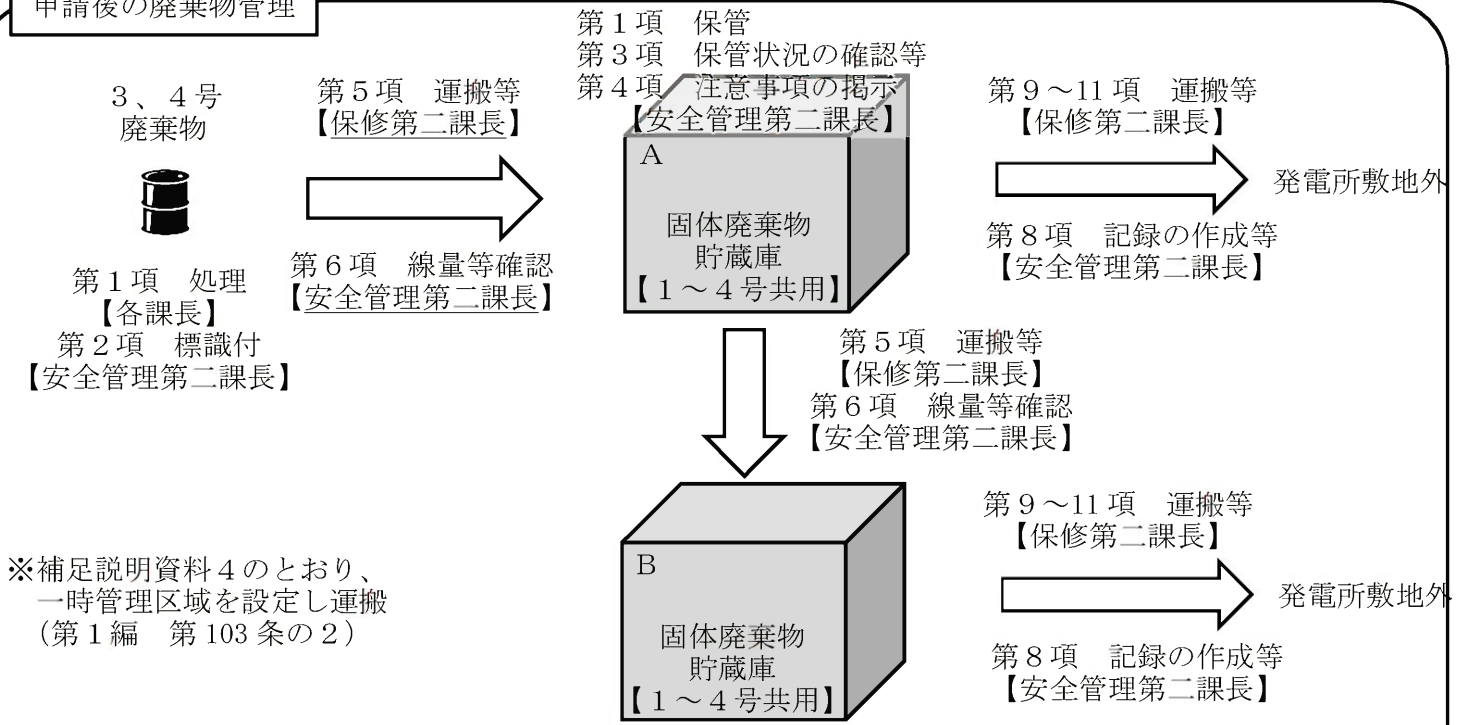 申請後の廃棄物管理
第１項　保管
第３項　保管状況の確認等
第４項　注意事項の掲示
【安全管理第二課長】
３、４号
廃棄物
第５項　運搬等
【保修第二課長】
第９～11 項　運搬等
【保修第二課長】
A
固体廃棄物
貯蔵庫
【１～４号共用】
発電所敷地外
第１項　処理
【各課長】
第２項　標識付
【安全管理第二課長】
第６項　線量等確認
【安全管理第二課長】
第８項　記録の作成等
【安全管理第二課長】
第５項　運搬等
【保修第二課長】
第６項　線量等確認
【安全管理第二課長】
※補足説明資料４のとおり、
一時管理区域を設定し運搬
（第１編　第 103 条の２）
B
固体廃棄物
貯蔵庫
【１～４号共用】
第９～11 項　運搬等
【保修第二課長】
発電所敷地外
第８項　記録の作成等
【安全管理第二課長】